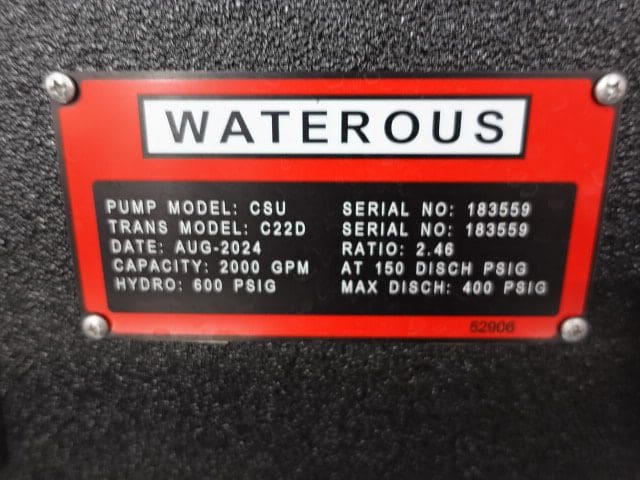 WATEROUS
PUMP MODEL: CSU SERIAL NO: 183559
TRANS MODEL: C22D SERIAL NO: 183559
DATE: AUG-2024 RATIO: 2.46
CAPACITY: 2000 GPM AT 150 DISCH PSIG
HYDRO: 600 PSIG MAX DISCH: 400 PSIG
52906